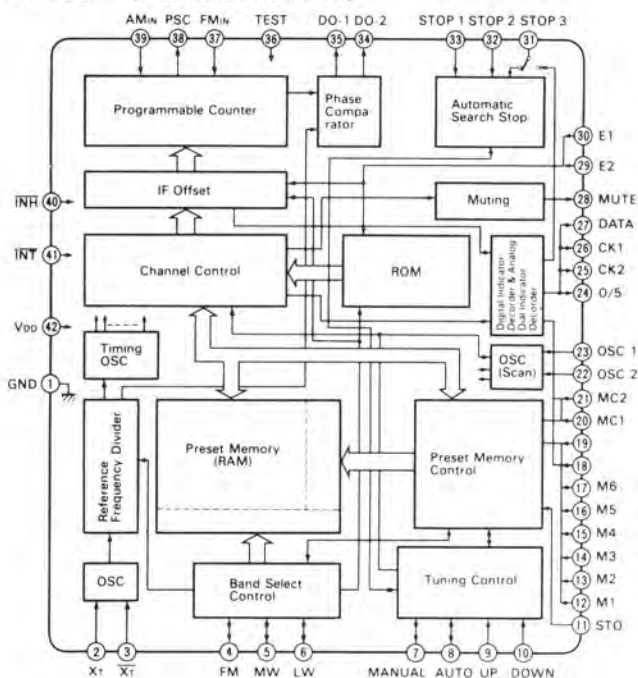 AMIN PSC FMIN TEST DO-1 DO-2 STOP 1 STOP 2 STOP 3
39 38 37 36 35 34 33 32 31
Programmable Counter
Phase
Compa-
rator
Automatic
Search Stop
30 E1
29 E2
IF Offset
Muting
28 MUTE
INH 40
27 DATA
26 CK1
25 CK2
24 0/5
INT 41
Channel Control
ROM
Digital Indicator
Decorder & Analog
Dial Indicator
Decorder
VDD 42
Timing
OSC
OSC
(Scan)
23 OSC 1
22 OSC 2
GND 1
21 MC2
20 MC1
Reference
Frequency Divider
Preset Memory
(RAM)
Preset Memory
Control
19
18
17 M6
16 M5
15 M4
14 M3
13 M2
12 M1
11 STO
OSC
Band Select
Control
Tuning Control
2 3 4 5 6 7 8 9 10
XT XT FM MW LW MANUAL AUTO UP DOWN